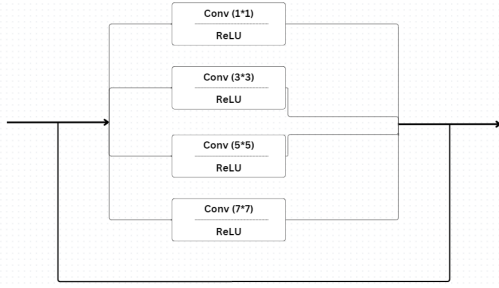 Conv (1*1)
ReLU
Conv (3*3)
ReLU
Conv (5*5)
ReLU
Conv (7*7)
ReLU